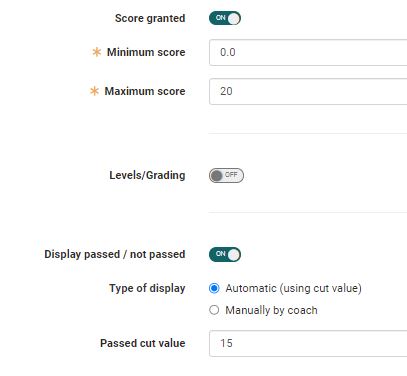 Score granted ON
* Minimum score 0.0
* Maximum score 20
Levels/Grading OFF
Display passed / not passed ON
Type of display Automatic (using cut value)
Manually by coach
Passed cut value 15